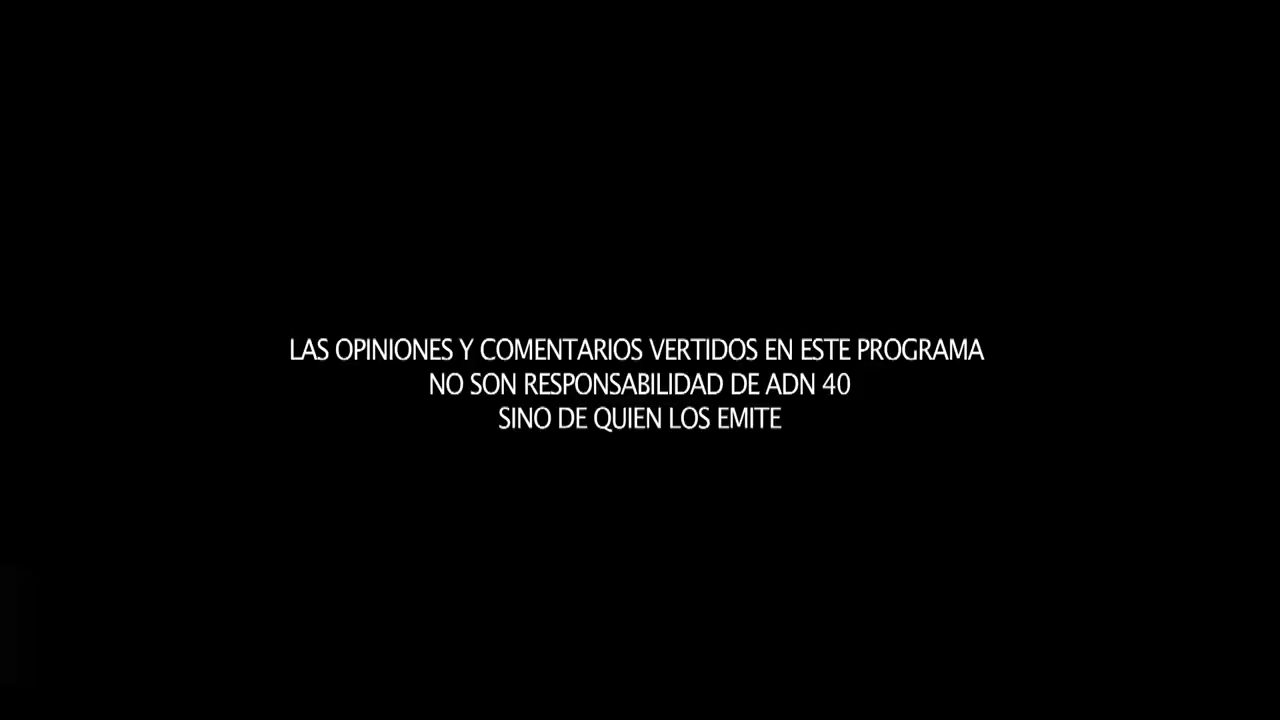 LAS OPINIONES Y COMENTARIOS VERTIDOS EN ESTE PROGRAMA
NO SON RESPONSABILIDAD DE ADN 40
SINO DE QUIEN LOS EMITE